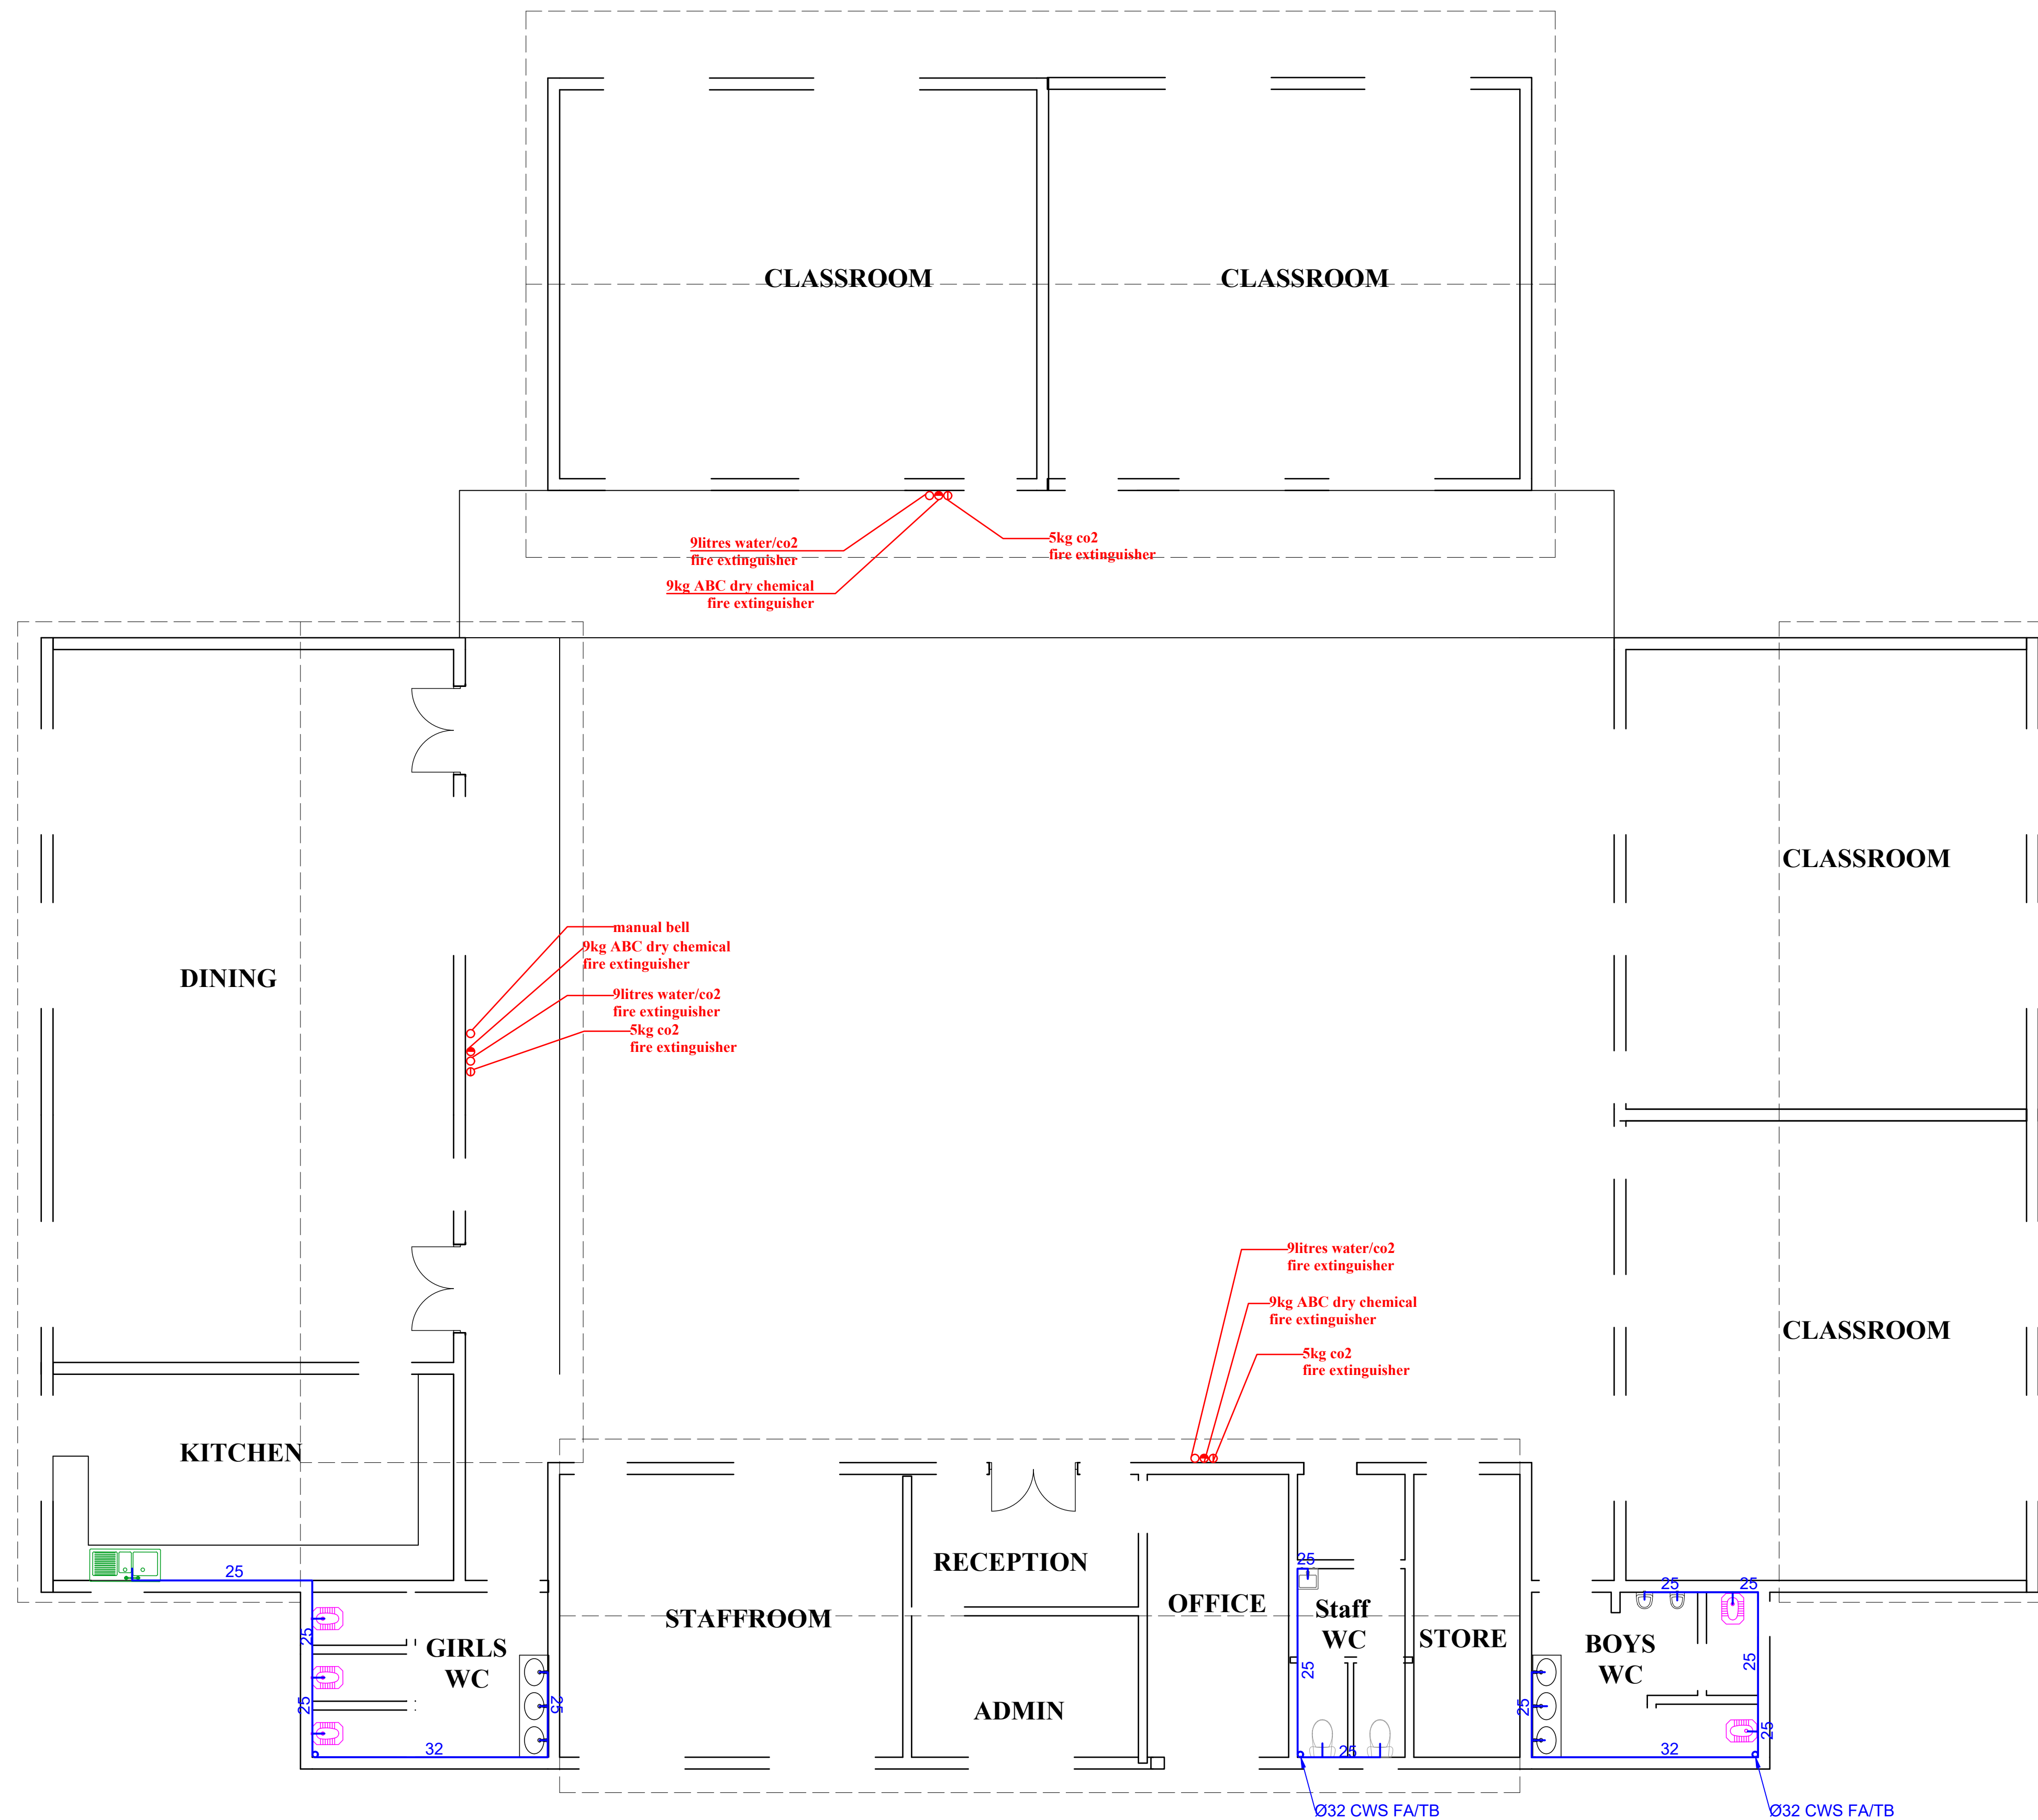 CLASSROOM
CLASSROOM
9litres water/co2
fire extinguisher
5kg co2
fire extinguisher
9kg ABC dry chemical
fire extinguisher
CLASSROOM
manual bell
9kg ABC dry chemical
fire extinguisher
DINING
9litres water/co2
fire extinguisher
5kg co2
fire extinguisher
9litres water/co2
fire extinguisher
9kg ABC dry chemical
fire extinguisher
CLASSROOM
5kg co2
fire extinguisher
KITCHEN
RECEPTION
25
25
25
25
STAFFROOM
OFFICE
Staff
WC
STORE
GIRLS
WC
BOYS
WC
25
25
25
25
25
25
25
25
ADMIN
32
25
32
Ø32 CWS FA/TB
Ø32 CWS FA/TB